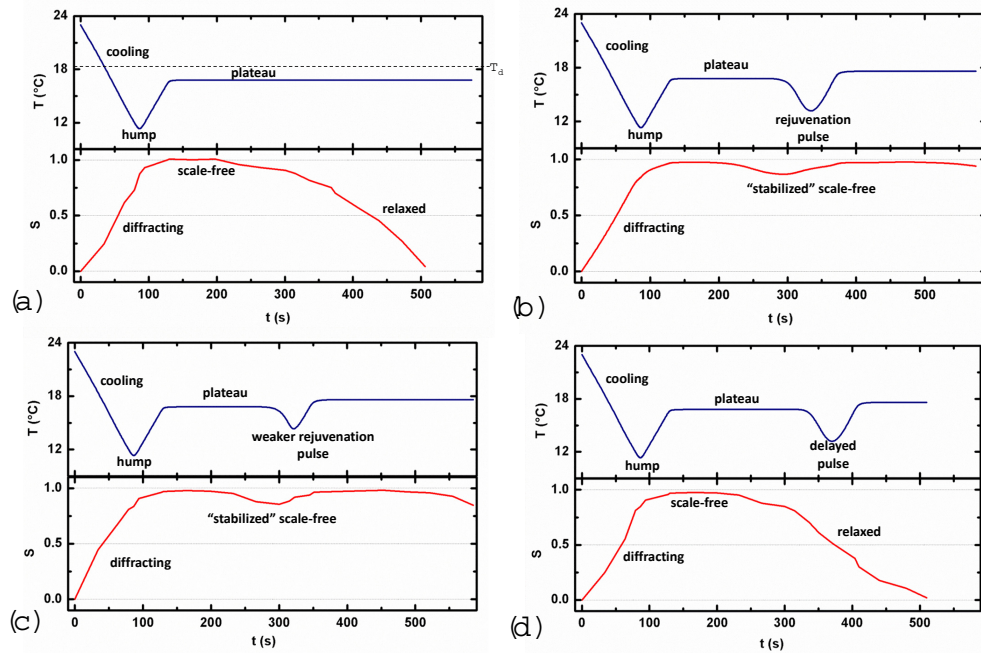 24
18
12
T (°C)
cooling
T_d
plateau
hump
1.0
0.5
0.0
S
scale-free
diffracting
relaxed
0
100
200
300
400
500
t (s)
(a)
24
18
12
T (°C)
cooling
plateau
hump
rejuvenation
pulse
1.0
0.5
0.0
S
"stabilized" scale-free
diffracting
0
100
200
300
400
500
t (s)
(b)
24
18
12
T (°C)
cooling
plateau
hump
weaker rejuvenation
pulse
1.0
0.5
0.0
S
"stabilized" scale-free
diffracting
0
100
200
300
400
500
t (s)
(c)
24
18
12
T (°C)
cooling
plateau
hump
delayed
pulse
1.0
0.5
0.0
S
scale-free
diffracting
relaxed
0
100
200
300
400
500
t (s)
(d)